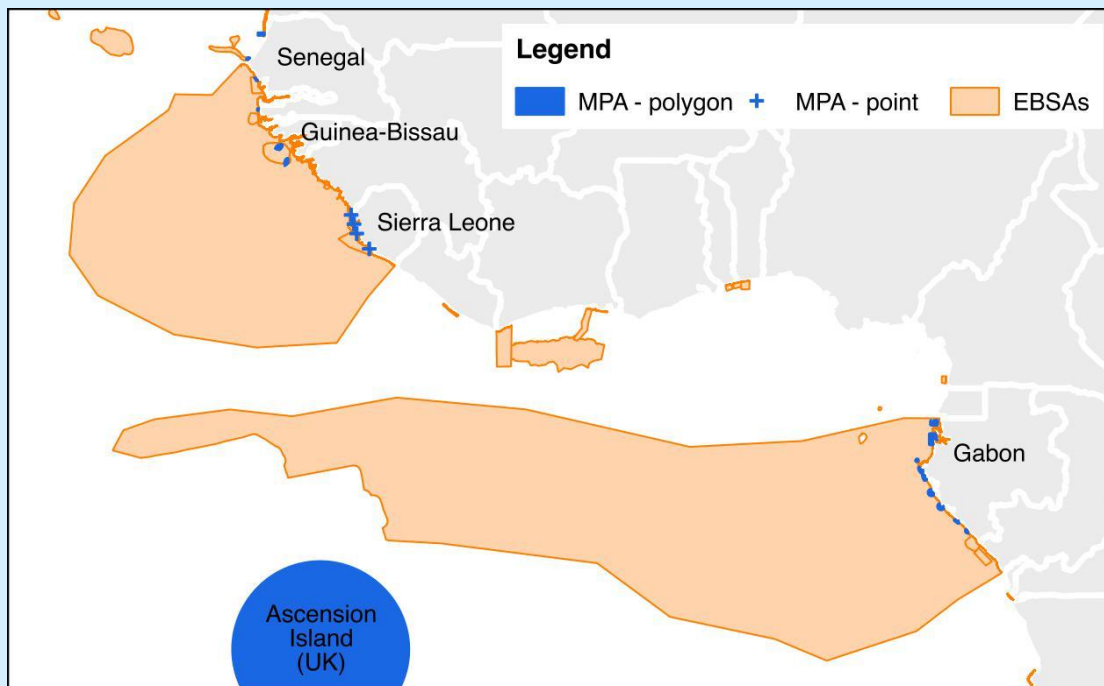 Senegal
Legend
MPA - polygon MPA - point EBSAs
Guinea-Bissau
Sierra Leone
Gabon
Ascension
Island
(UK)